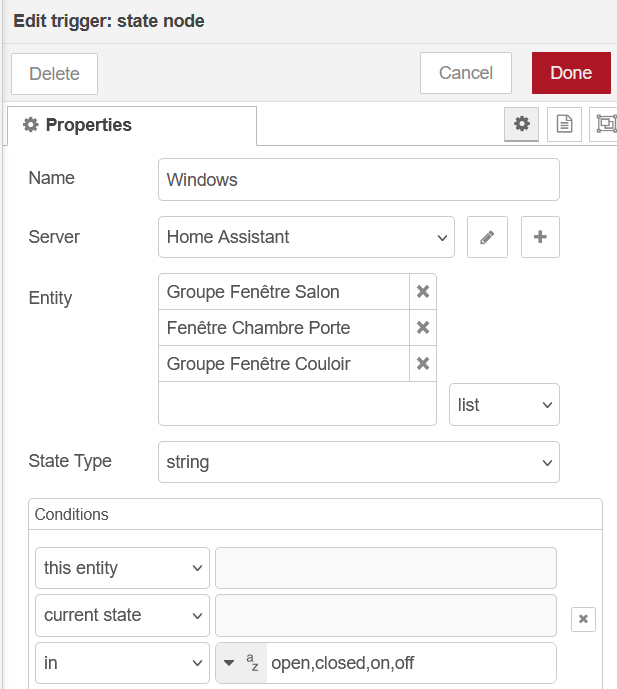 Edit trigger: state node
Delete
Cancel
Done
Properties
Name
Windows
Server
Home Assistant
Entity
Groupe Fenêtre Salon
Fenêtre Chambre Porte
Groupe Fenêtre Couloir
list
State Type
string
Conditions
this entity
current state
in
a
z
open,closed,on,off